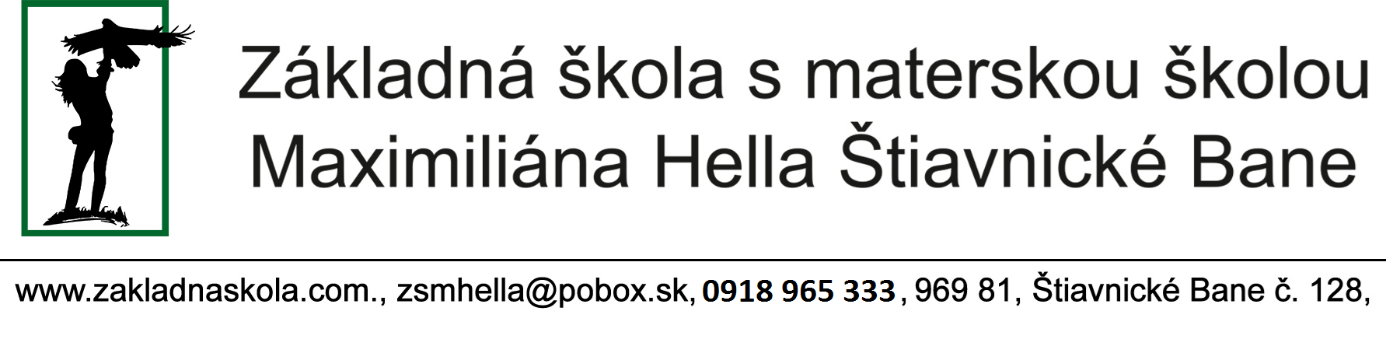 Základná škola s materskou školou
Maximiliána Hella Štiavnické Bane
www.zakladnaskola.com., zsmhella@pobox.sk, 0918 965 333, 969 81, Štiavnické Bane č. 128,